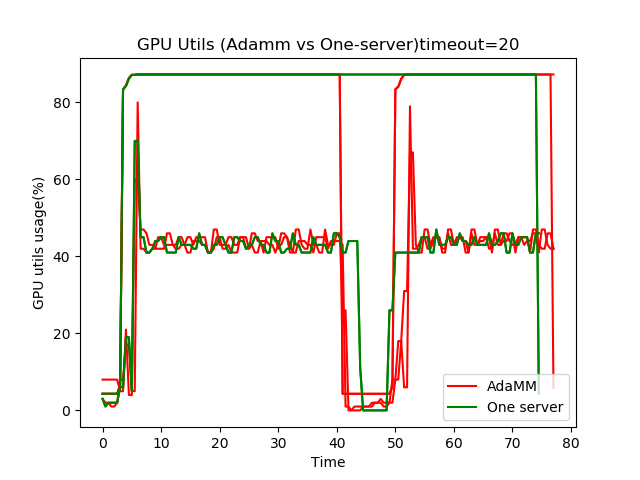 GPU Utils (Adamm vs One-server)timeout=20
GPU utils usage(%)
80
60
40
20
0
0 10 20 30 40 50 60 70 80
Time
AdaMM
One server